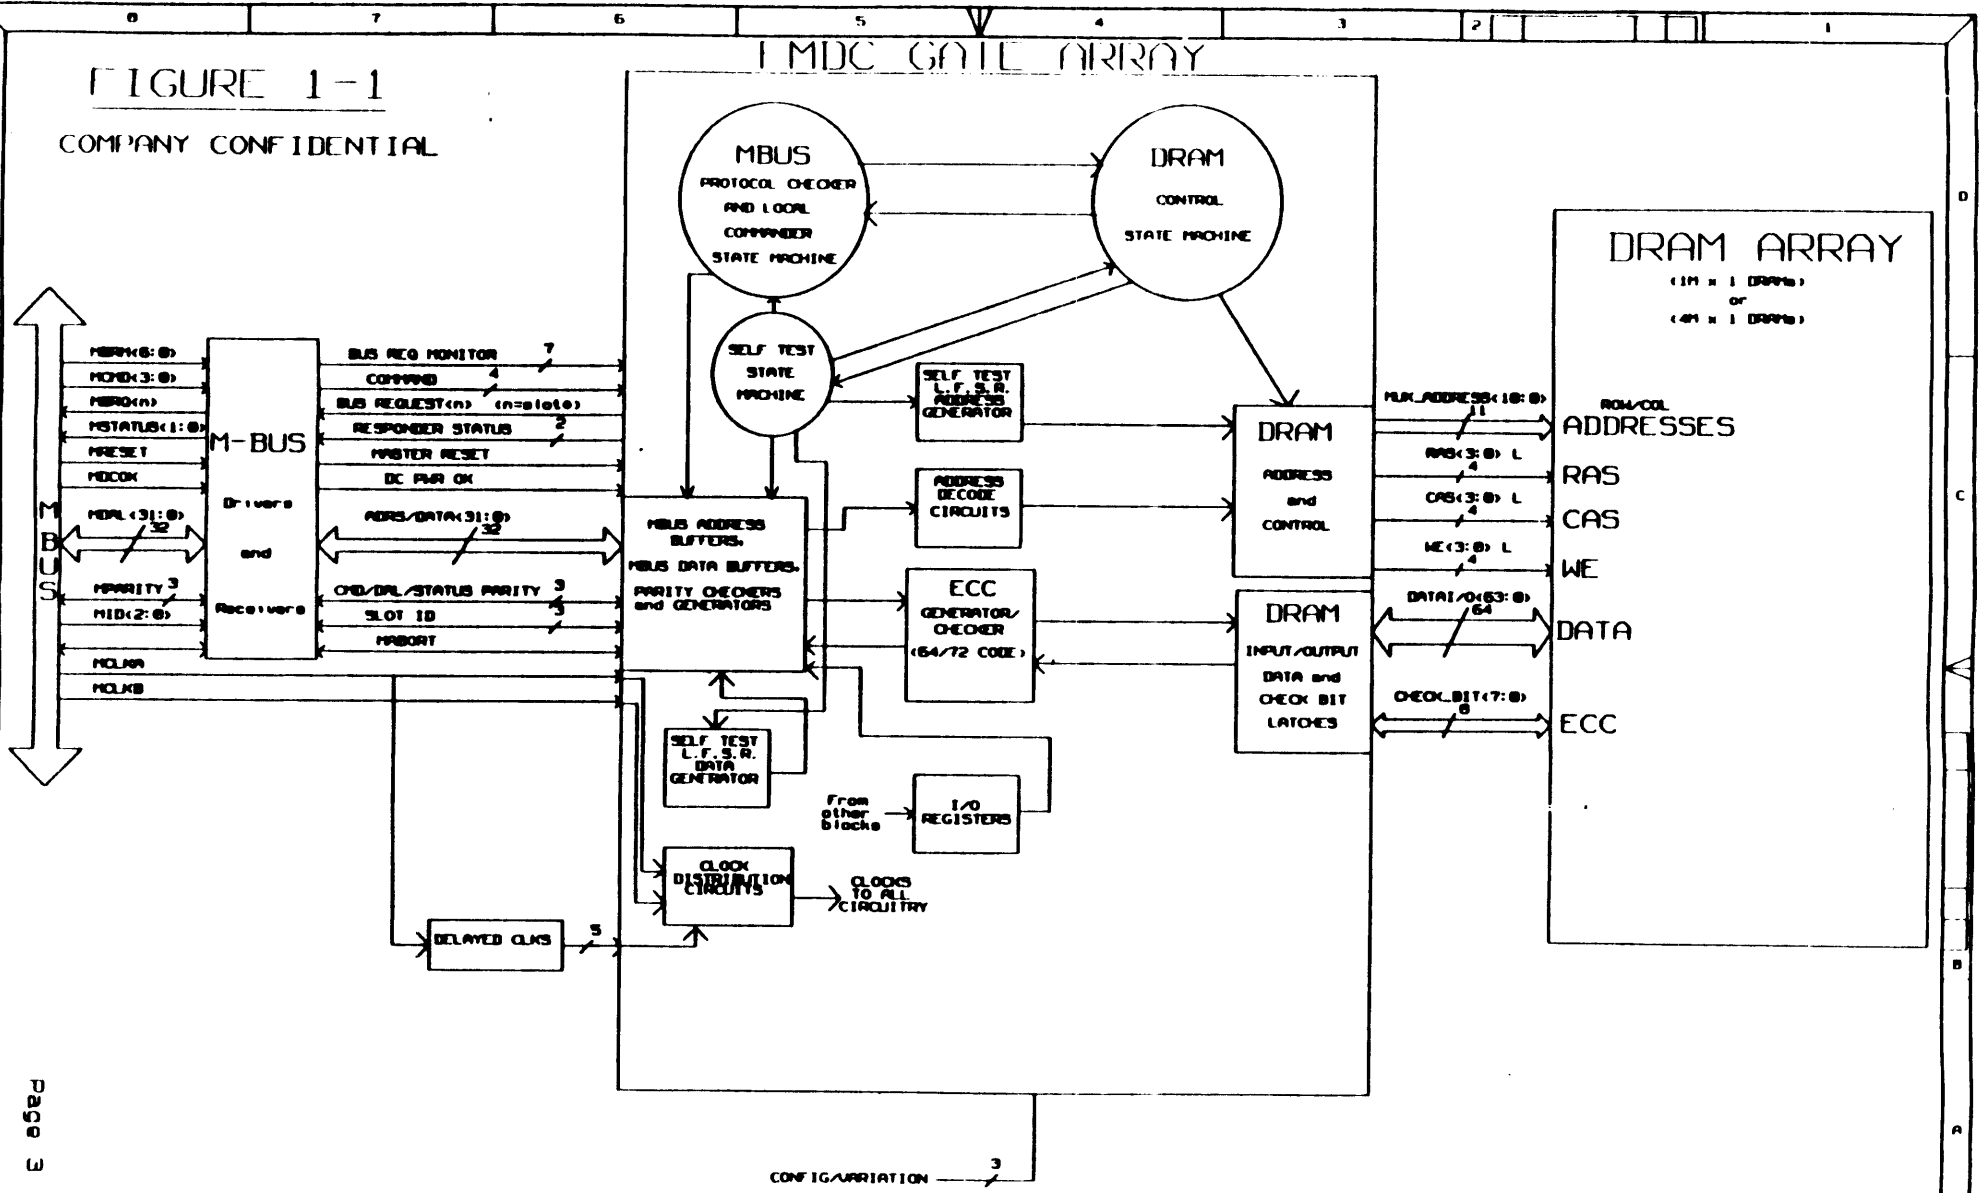 8 7 6 5 4 3 2 1
FIGURE 1-1
COMPANY CONFIDENTIAL
FMDC GATE ARRAY
MBUS
PROTOCOL CHECKER
AND LOCAL
COMMANDER
STATE MACHINE
DRAM
CONTROL
STATE MACHINE
SELF TEST
STATE
MACHINE
D
C
B
A
DRAM ARRAY
(1M x 1 DRAMs)
or
(4M x 1 DRAMs)
M
B
U
S
MBRM<6:0>
MCMD<3:0>
MBRQ<n>
MSTATUS<1:0>
MRESET
MDCOK
MDAL<31:0>
32
MPARITY 3
MID<2:0>
MCLKA
MCLKB
M-BUS
Drivers
and
Receivers
BUS REQ MONITOR 7
COMMAND 4
BUS REQUEST<n> (n=slote)
RESPONDER STATUS 2
MASTER RESET
DC PWR OK
ADRS/DATA<31:0>
32
CMD/DAL/STATUS PARITY 3
SLOT ID 3
MABORT
MBUS ADDRESS
BUFFERS,
MBUS DATA BUFFERS,
PARITY CHECKERS
and GENERATORS
SELF TEST
L.F.S.R.
ADDRESS
GENERATOR
ADDRESS
DECODE
CIRCUITS
ECC
GENERATOR/
CHECKER
(64/72 CODE)
SELF TEST
L.F.S.R.
DATA
GENERATOR
From
other
blocks
I/O
REGISTERS
CLOCK
DISTRIBUTION
CIRCUITS
CLOCKS
TO ALL
CIRCUITRY
DELAYED CLKS
5
DRAM
ADDRESS
and
CONTROL
DRAM
INPUT/OUTPUT
DATA and
CHECK BIT
LATCHES
MUX_ADDRESS<10:0>
11
RAS<3:0> L
4
CAS<3:0> L
4
WE<3:0> L
4
DATAI/O<63:0>
64
CHECK_BIT<7:0>
8
ROW/COL
ADDRESSES
RAS
CAS
WE
DATA
ECC
CONFIG/VARIATION 3
Page 3